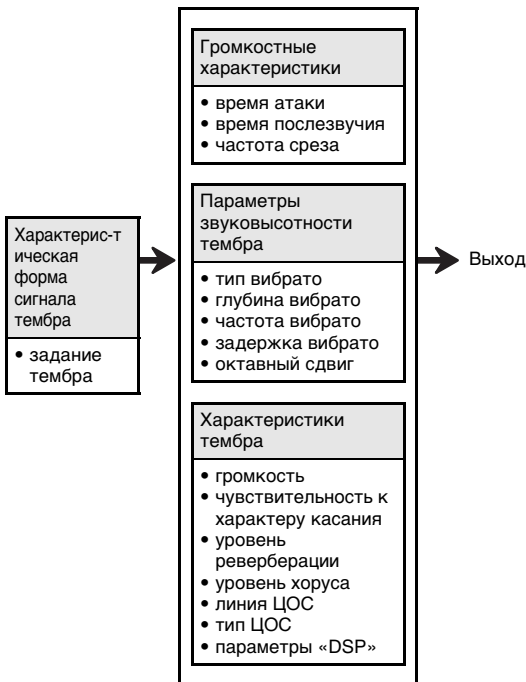 Характерис-т
ическая
форма
сигнала
тембра
• задание
тембра
Громкостные
характеристики
• время атаки
• время послезвучия
• частота среза
Параметры
звуковысотности
тембра
• тип вибрато
• глубина вибрато
• частота вибрато
• задержка вибрато
• октавный сдвиг
Характеристики
тембра
• громкость
• чувствительность к
характеру касания
• уровень
реверберации
• уровень хоруса
• линия ЦОС
• тип ЦОС
• параметры «DSP»
Выход